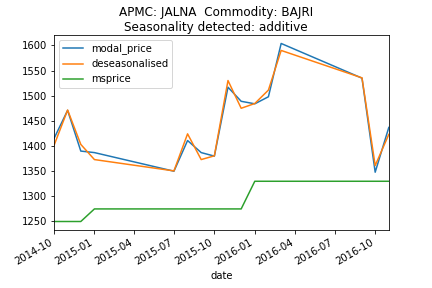 APMC: JALNA  Commodity: BAJRI
Seasonality detected: additive
modal_price
deseasonalised
msprice
1600
1550
1500
1450
1400
1350
1300
1250
2014-10
2015-01
2015-04
2015-07
2015-10
2016-01
2016-04
2016-07
2016-10
date